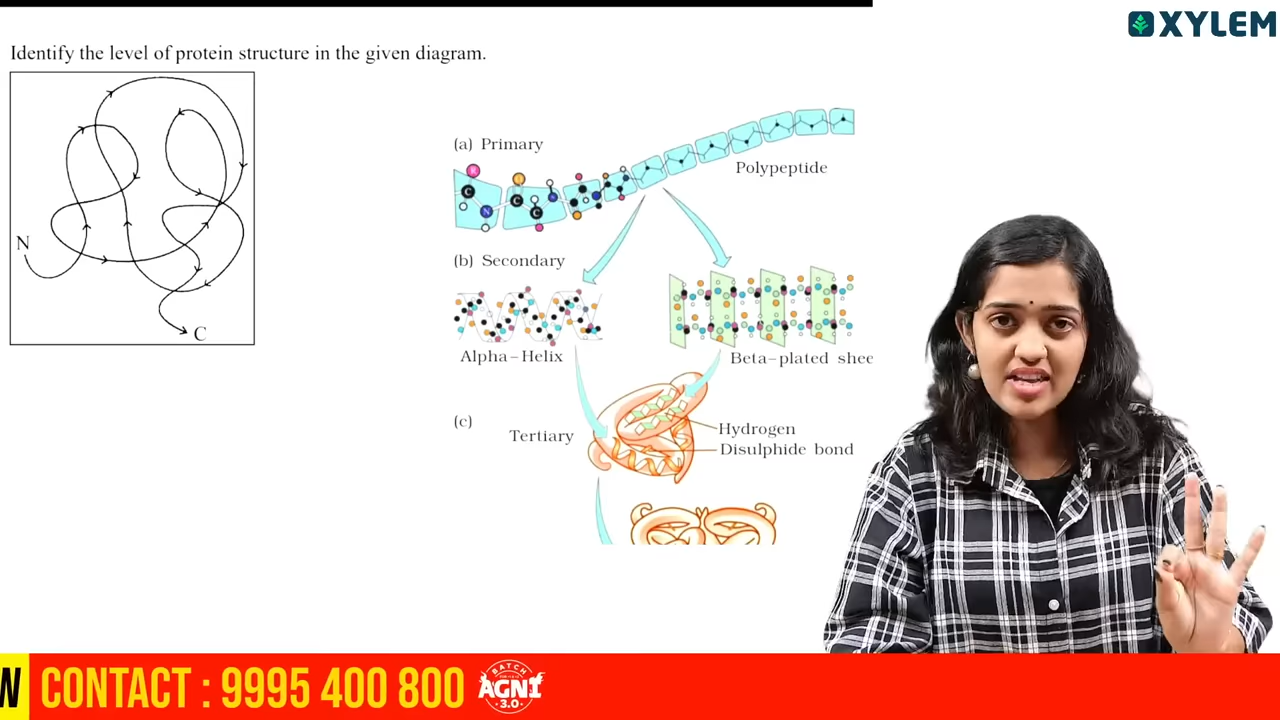 XYLEM
Identify the level of protein structure in the given diagram.
N
C
(a) Primary
Polypeptide
(b) Secondary
Alpha-Helix
Beta-plated shee
(c)
Tertiary
Hydrogen
Disulphide bond
W CONTACT : 9995 400 800
BATCH
AGNI
3.0